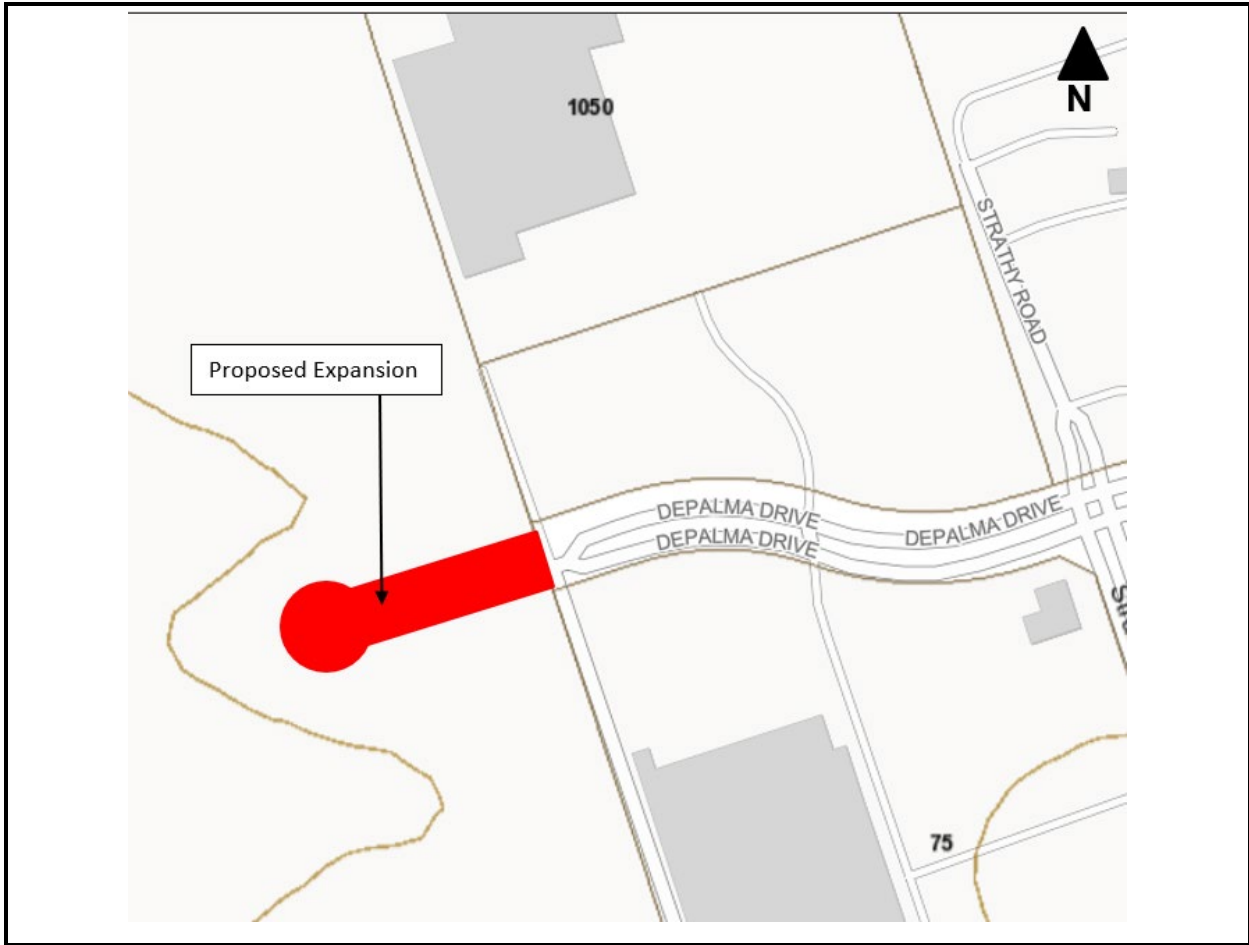 1050
N
STRATHY ROAD
Proposed Expansion
DEPALMA DRIVE
DEPALMA DRIVE
DEPALMA DRIVE
75